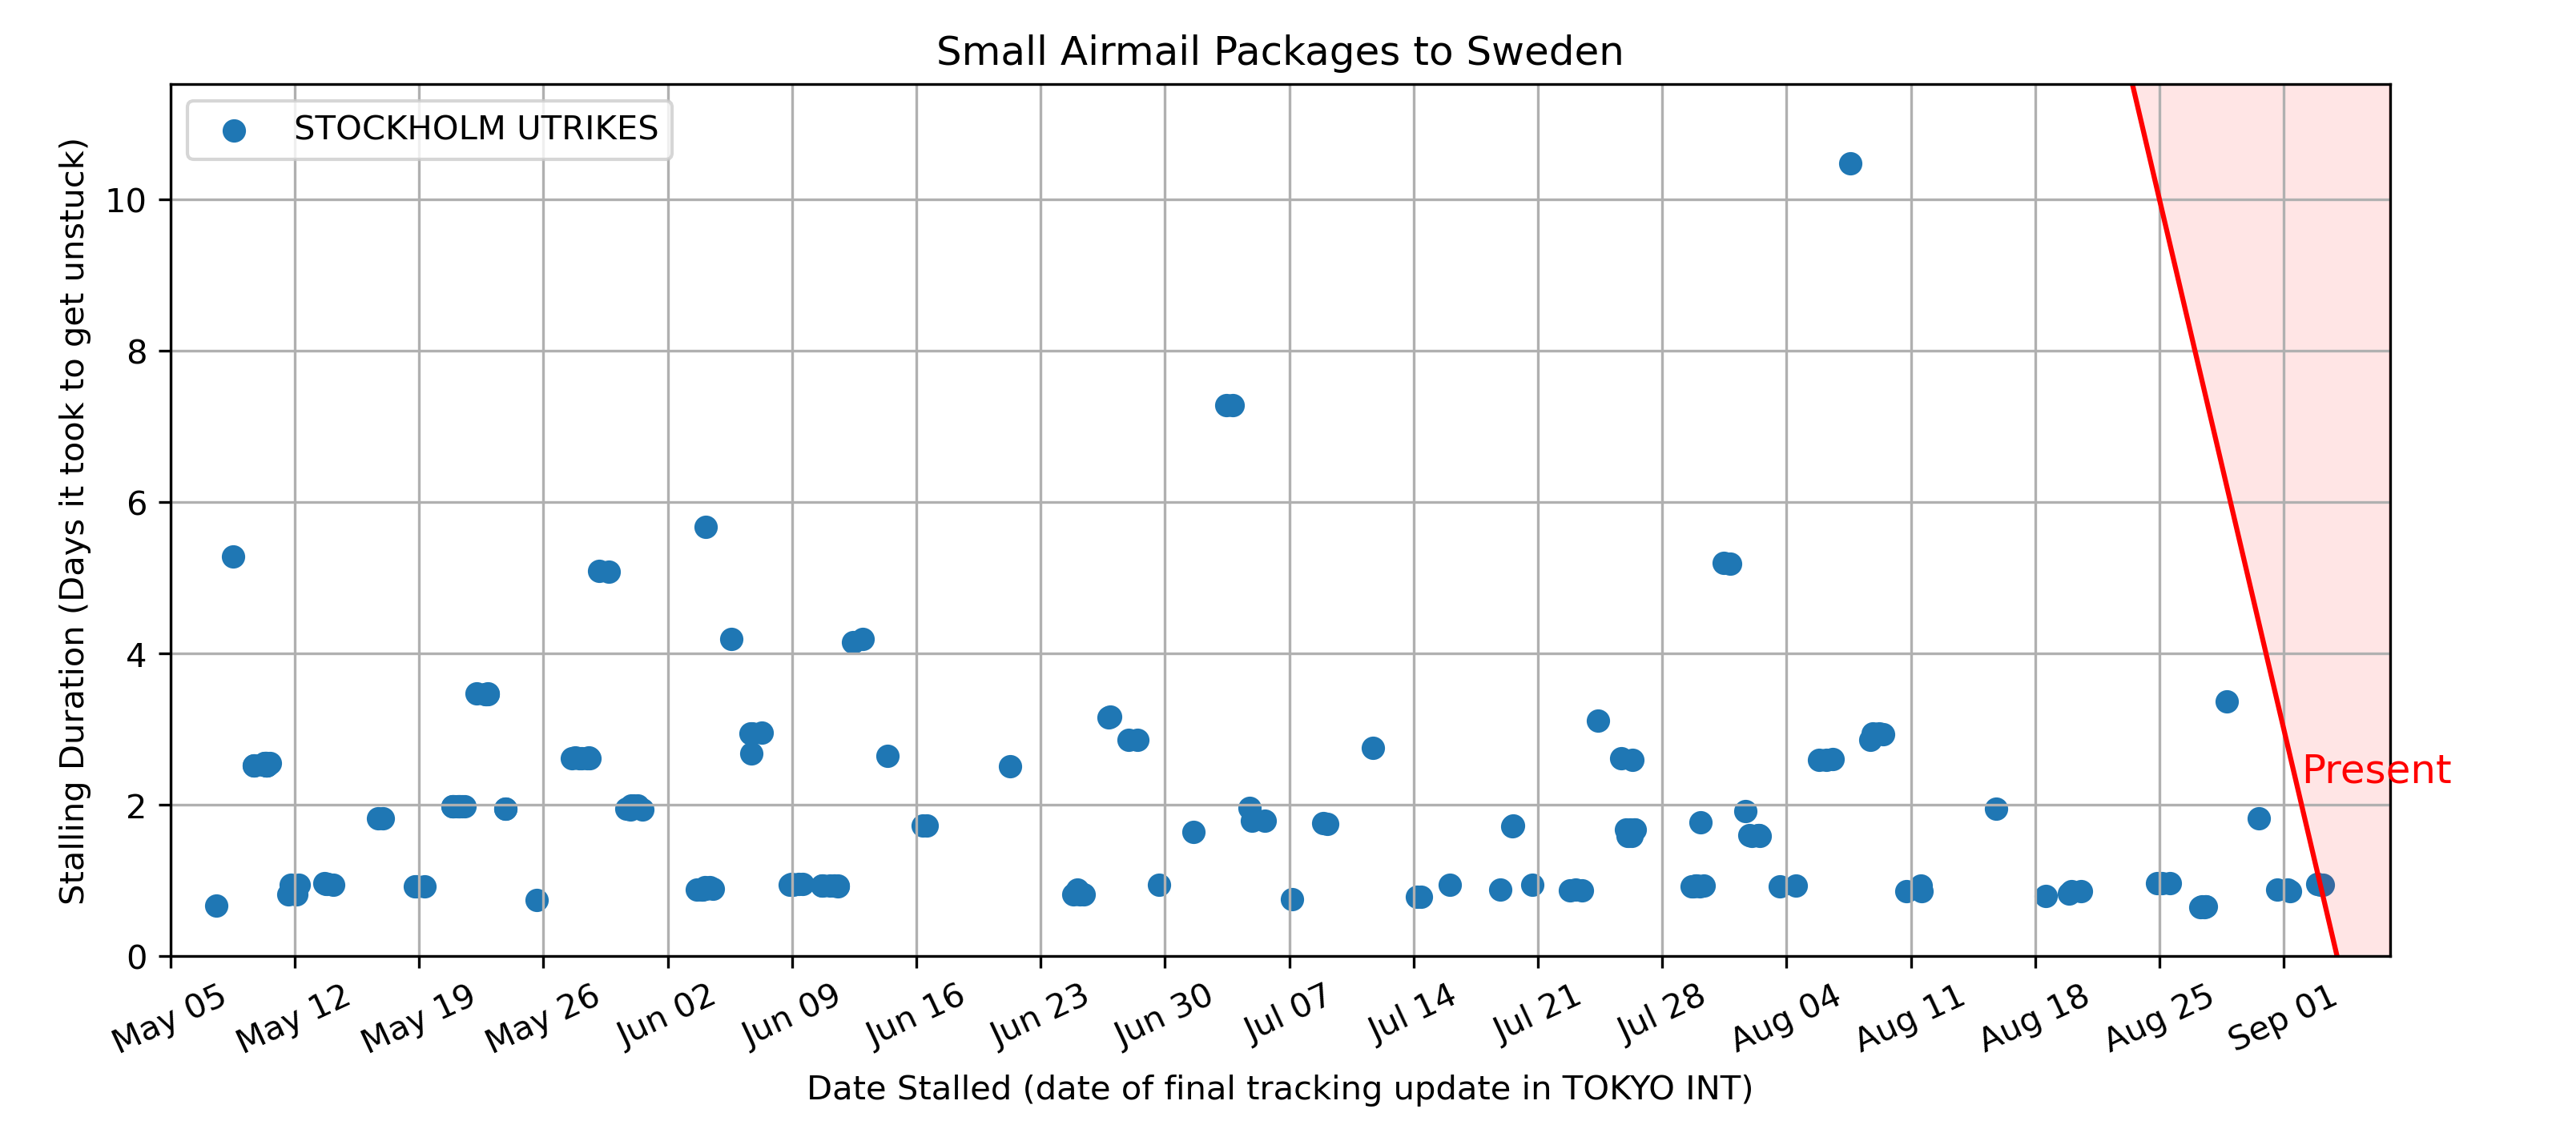 Small Airmail Packages to Sweden
STOCKHOLM UTRIKES
Stalling Duration (Days it took to get unstuck)
10
8
6
4
2
0
Present
May 05
May 12
May 19
May 26
Jun 02
Jun 09
Jun 16
Jun 23
Jun 30
Jul 07
Jul 14
Jul 21
Jul 28
Aug 04
Aug 11
Aug 18
Aug 25
Sep 01
Date Stalled (date of final tracking update in TOKYO INT)